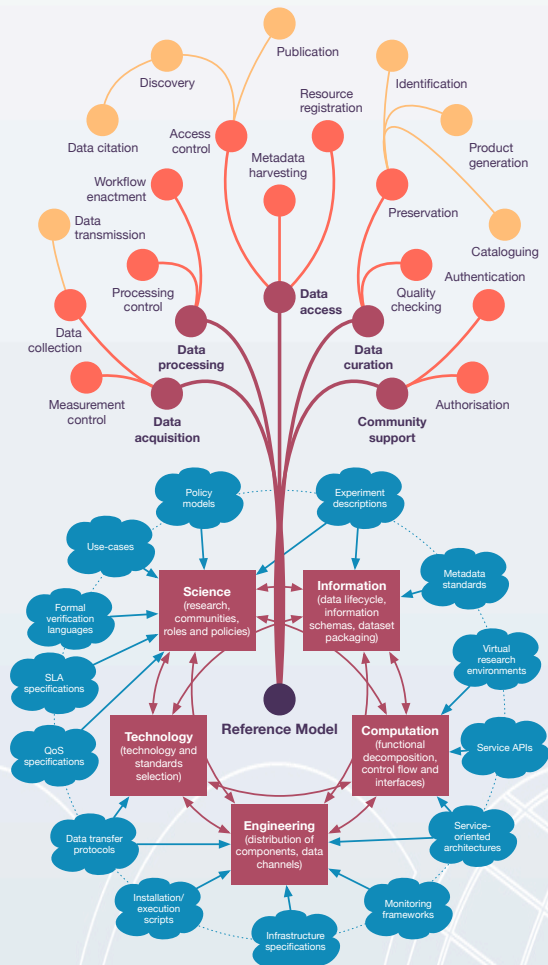 Publication
Discovery
Identification
Resource
registration
Data citation
Access
control
Product
generation
Metadata
harvesting
Workflow
enactment
Preservation
Data
transmission
Cataloguing
Authentication
Processing
control
Data
access
Quality
checking
Data
collection
Data
processing
Data
curation
Measurement
control
Authorisation
Data
acquisition
Community
support
Policy
models
Experiment
descriptions
Use-cases
Metadata
standards
Science
(research,
communities,
roles and policies)
Information
(data lifecycle,
information
schemas, dataset
packaging)
Formal
verification
languages
Virtual
research
environments
SLA
specifications
Reference Model
Technology
(technology and
standards
selection)
Computation
(functional
decomposition,
control flow and
interfaces)
QoS
specifications
Service APIs
Engineering
(distribution of
components, data
channels)
Data transfer
protocols
Service-
oriented
architectures
Installation/
execution
scripts
Monitoring
frameworks
Infrastructure
specifications